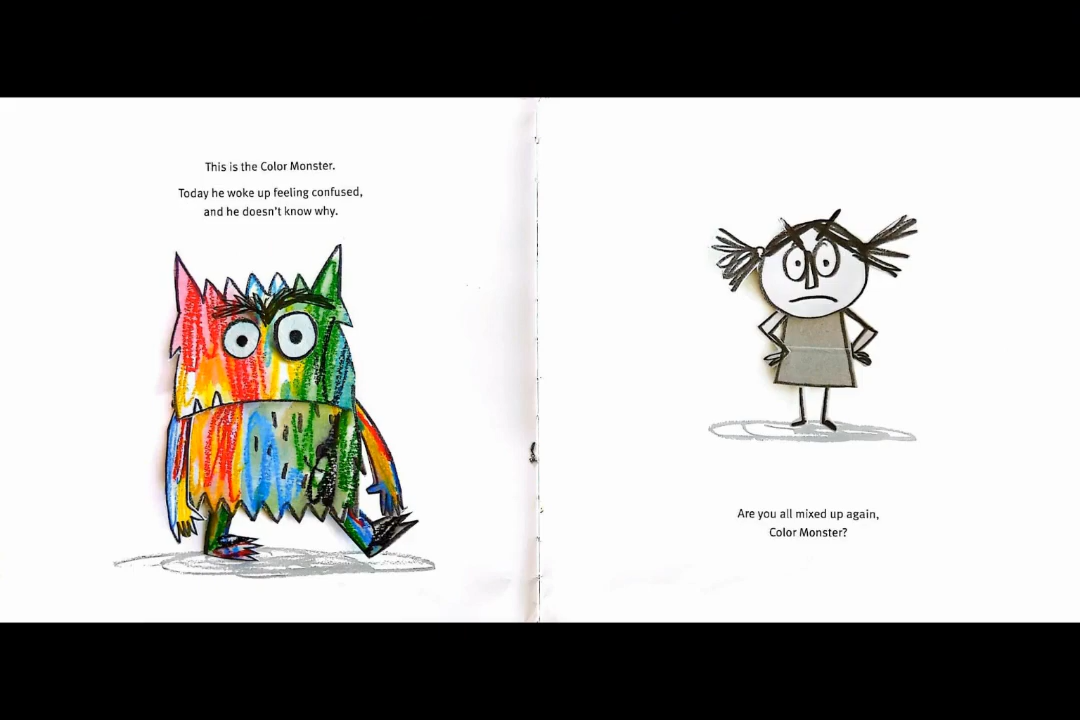 This is the Color Monster.
Today he woke up feeling confused,
and he doesn't know why.
Are you all mixed up again,
Color Monster?